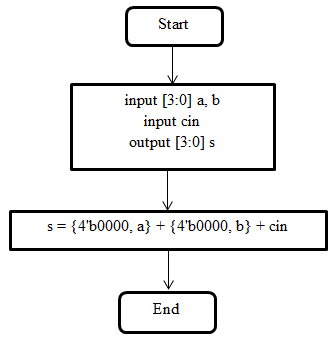 Start
input [3:0] a, b
input cin
output [3:0] s
s = {4'b0000, a} + {4'b0000, b} + cin
End